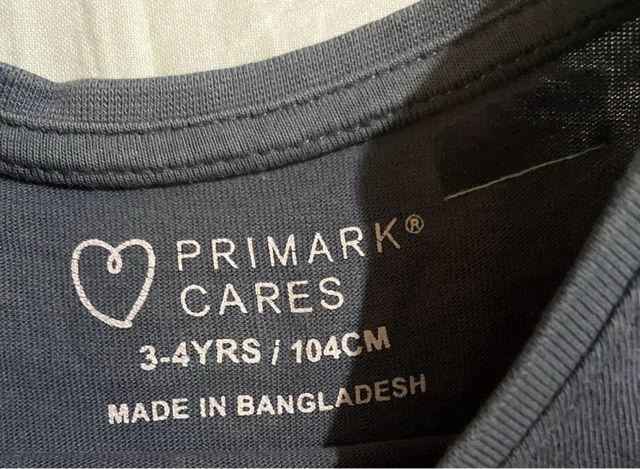 PRIMARK®
CARES
3-4YRS / 104CM
MADE IN BANGLADESH